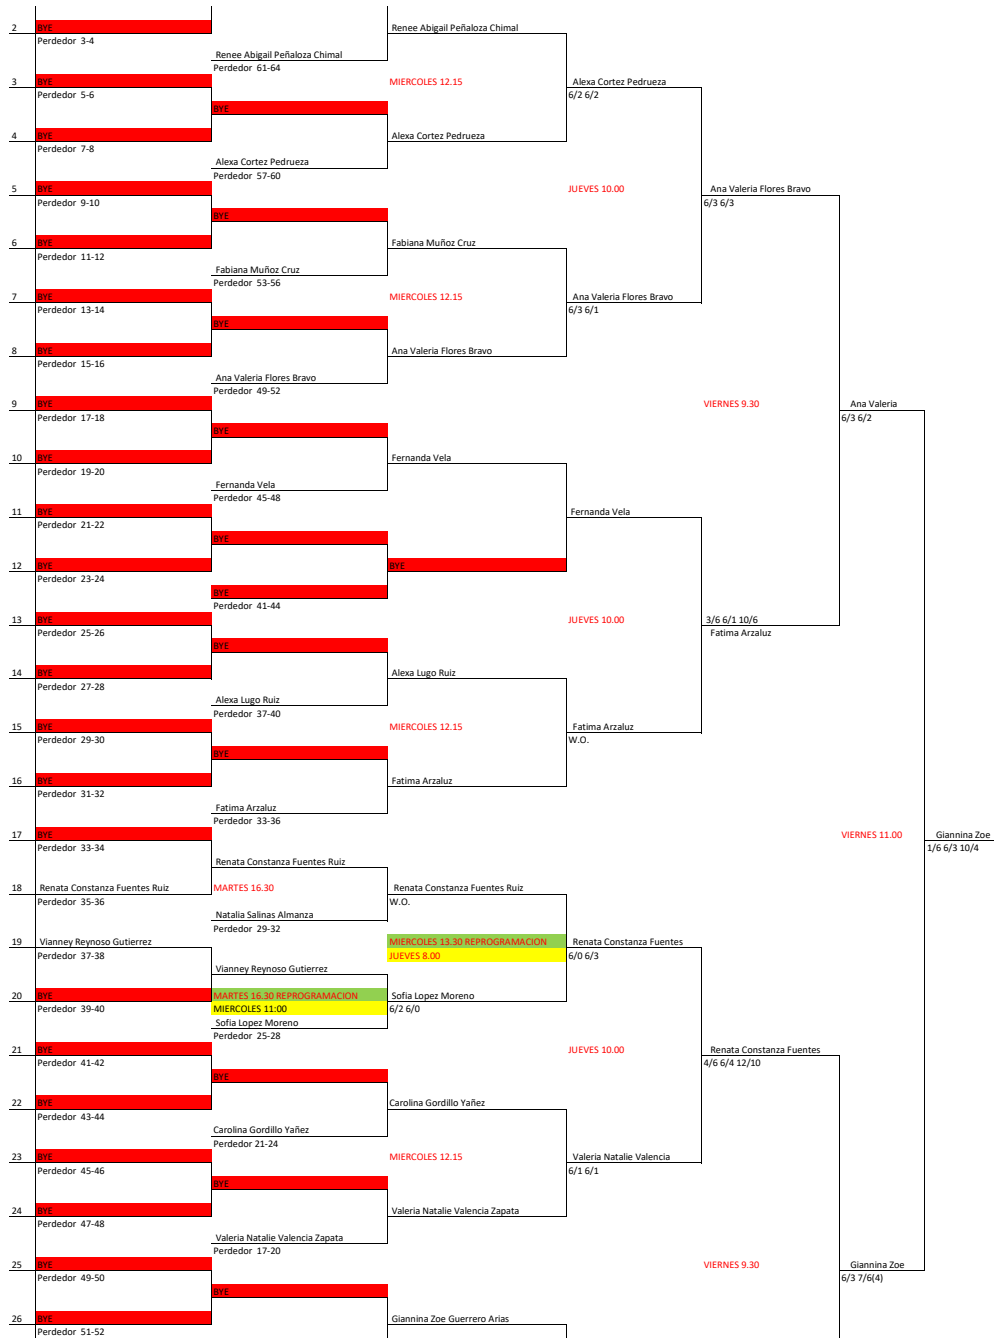 2 BYE Renee Abigail Peñaloza Chimal
Perdedor 3-4
Renee Abigail Peñaloza Chimal
Perdedor 61-64
3 BYE MIERCOLES 12.15 Alexa Cortez Pedrueza
Perdedor 5-6 6/2 6/2
BYE
4 BYE Alexa Cortez Pedrueza
Perdedor 7-8
Alexa Cortez Pedrueza
Perdedor 57-60
5 BYE JUEVES 10.00 Ana Valeria Flores Bravo
Perdedor 9-10 6/3 6/3
BYE
6 BYE Fabiana Muñoz Cruz
Perdedor 11-12
Fabiana Muñoz Cruz
Perdedor 53-56
7 BYE MIERCOLES 12.15 Ana Valeria Flores Bravo
Perdedor 13-14 6/3 6/1
BYE
8 BYE Ana Valeria Flores Bravo
Perdedor 15-16
Ana Valeria Flores Bravo
Perdedor 49-52
9 BYE VIERNES 9.30 Ana Valeria
Perdedor 17-18 6/3 6/2
BYE
10 BYE Fernanda Vela
Perdedor 19-20
Fernanda Vela
Perdedor 45-48
11 BYE Fernanda Vela
Perdedor 21-22
BYE
12 BYE BYE
Perdedor 23-24
BYE
Perdedor 41-44
13 BYE JUEVES 10.00 3/6 6/1 10/6
Perdedor 25-26 Fatima Arzaluz
BYE
14 BYE Alexa Lugo Ruiz
Perdedor 27-28
Alexa Lugo Ruiz
Perdedor 37-40
15 BYE MIERCOLES 12.15 Fatima Arzaluz
Perdedor 29-30 W.O.
BYE
16 BYE Fatima Arzaluz
Perdedor 31-32
Fatima Arzaluz
Perdedor 33-36
17 BYE VIERNES 11.00 Giannina Zoe
Perdedor 33-34 1/6 6/3 10/4
Renata Constanza Fuentes Ruiz
18 Renata Constanza Fuentes Ruiz MARTES 16.30 Renata Constanza Fuentes Ruiz
Perdedor 35-36 W.O.
Natalia Salinas Almanza
Perdedor 29-32
19 Vianney Reynoso Gutierrez MIERCOLES 13.30 REPROGRAMACION Renata Constanza Fuentes
Perdedor 37-38 JUEVES 8.00 6/0 6/3
Vianney Reynoso Gutierrez
20 BYE MARTES 16.30 REPROGRAMACION Sofia Lopez Moreno
Perdedor 39-40 MIERCOLES 11:00 6/2 6/0
Sofia Lopez Moreno
Perdedor 25-28
21 BYE JUEVES 10.00 Renata Constanza Fuentes
Perdedor 41-42 4/6 6/4 12/10
BYE
22 BYE Carolina Gordillo Yañez
Perdedor 43-44
Carolina Gordillo Yañez
Perdedor 21-24
23 BYE MIERCOLES 12.15 Valeria Natalie Valencia
Perdedor 45-46 6/1 6/1
BYE
24 BYE Valeria Natalie Valencia Zapata
Perdedor 47-48
Valeria Natalie Valencia Zapata
Perdedor 17-20
25 BYE VIERNES 9.30 Giannina Zoe
Perdedor 49-50 6/3 7/6(4)
BYE
26 BYE Giannina Zoe Guerrero Arias
Perdedor 51-52